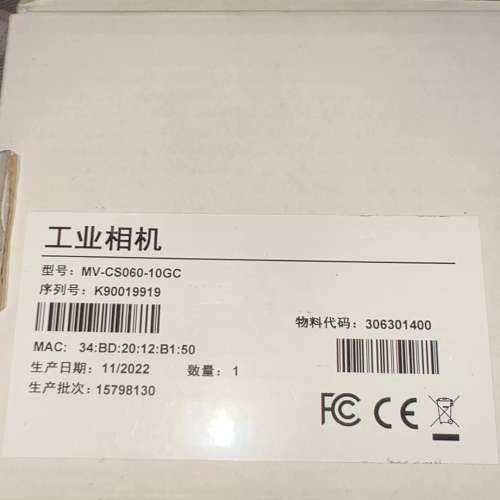 工业相机
型号：MV-CS060-10GC
序列号：K90019919
物料代码：306301400
MAC: 34:BD:20:12:B1:50
生产日期：11/2022 数量：1
生产批次：15798130
FC CE